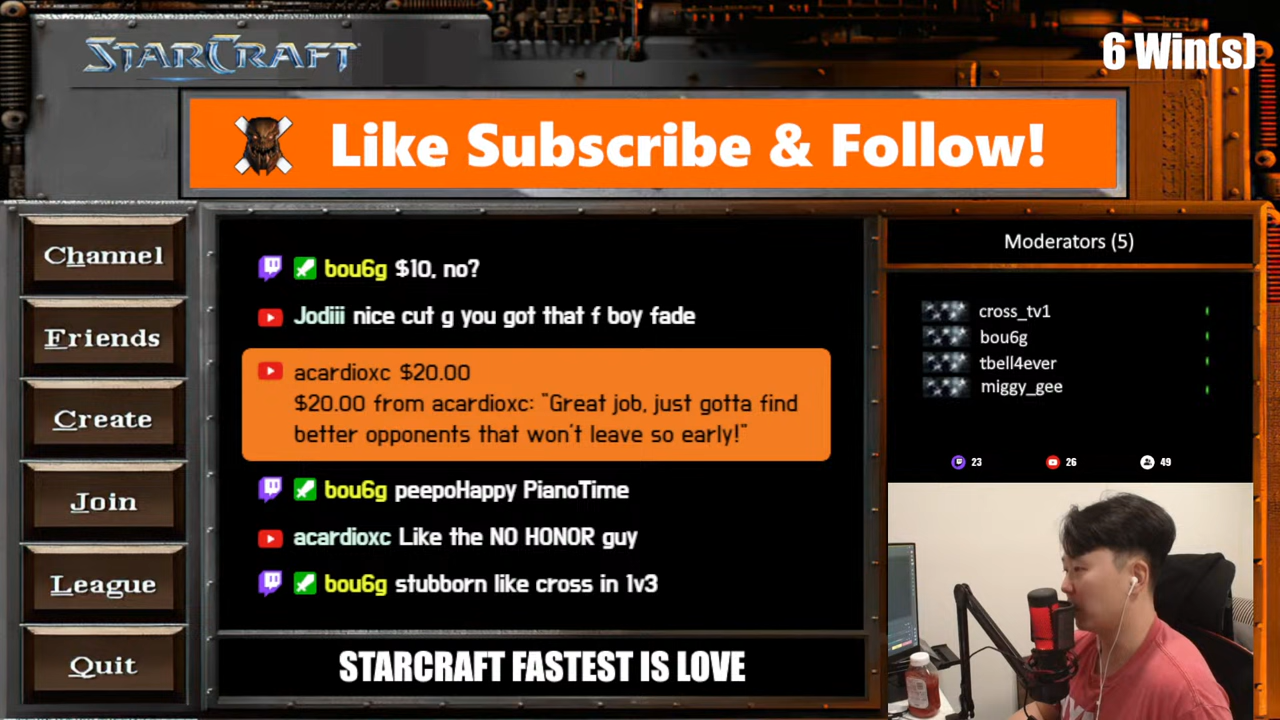 STARCRAFT
6 Win(s)
Like Subscribe & Follow!
Channel
Friends
Create
Join
League
Quit
bou6g $10, no?
Jodiii nice cut g you got that f boy fade
acardioxc $20.00
$20.00 from acardioxc: "Great job, just gotta find
better opponents that won't leave so early!"
bou6g peepoHappy PianoTime
acardioxc Like the NO HONOR guy
bou6g stubborn like cross in 1v3
STARCRAFT FASTEST IS LOVE
Moderators (5)
cross_tv1
bou6g
tbell4ever
miggy_gee
23 26 49